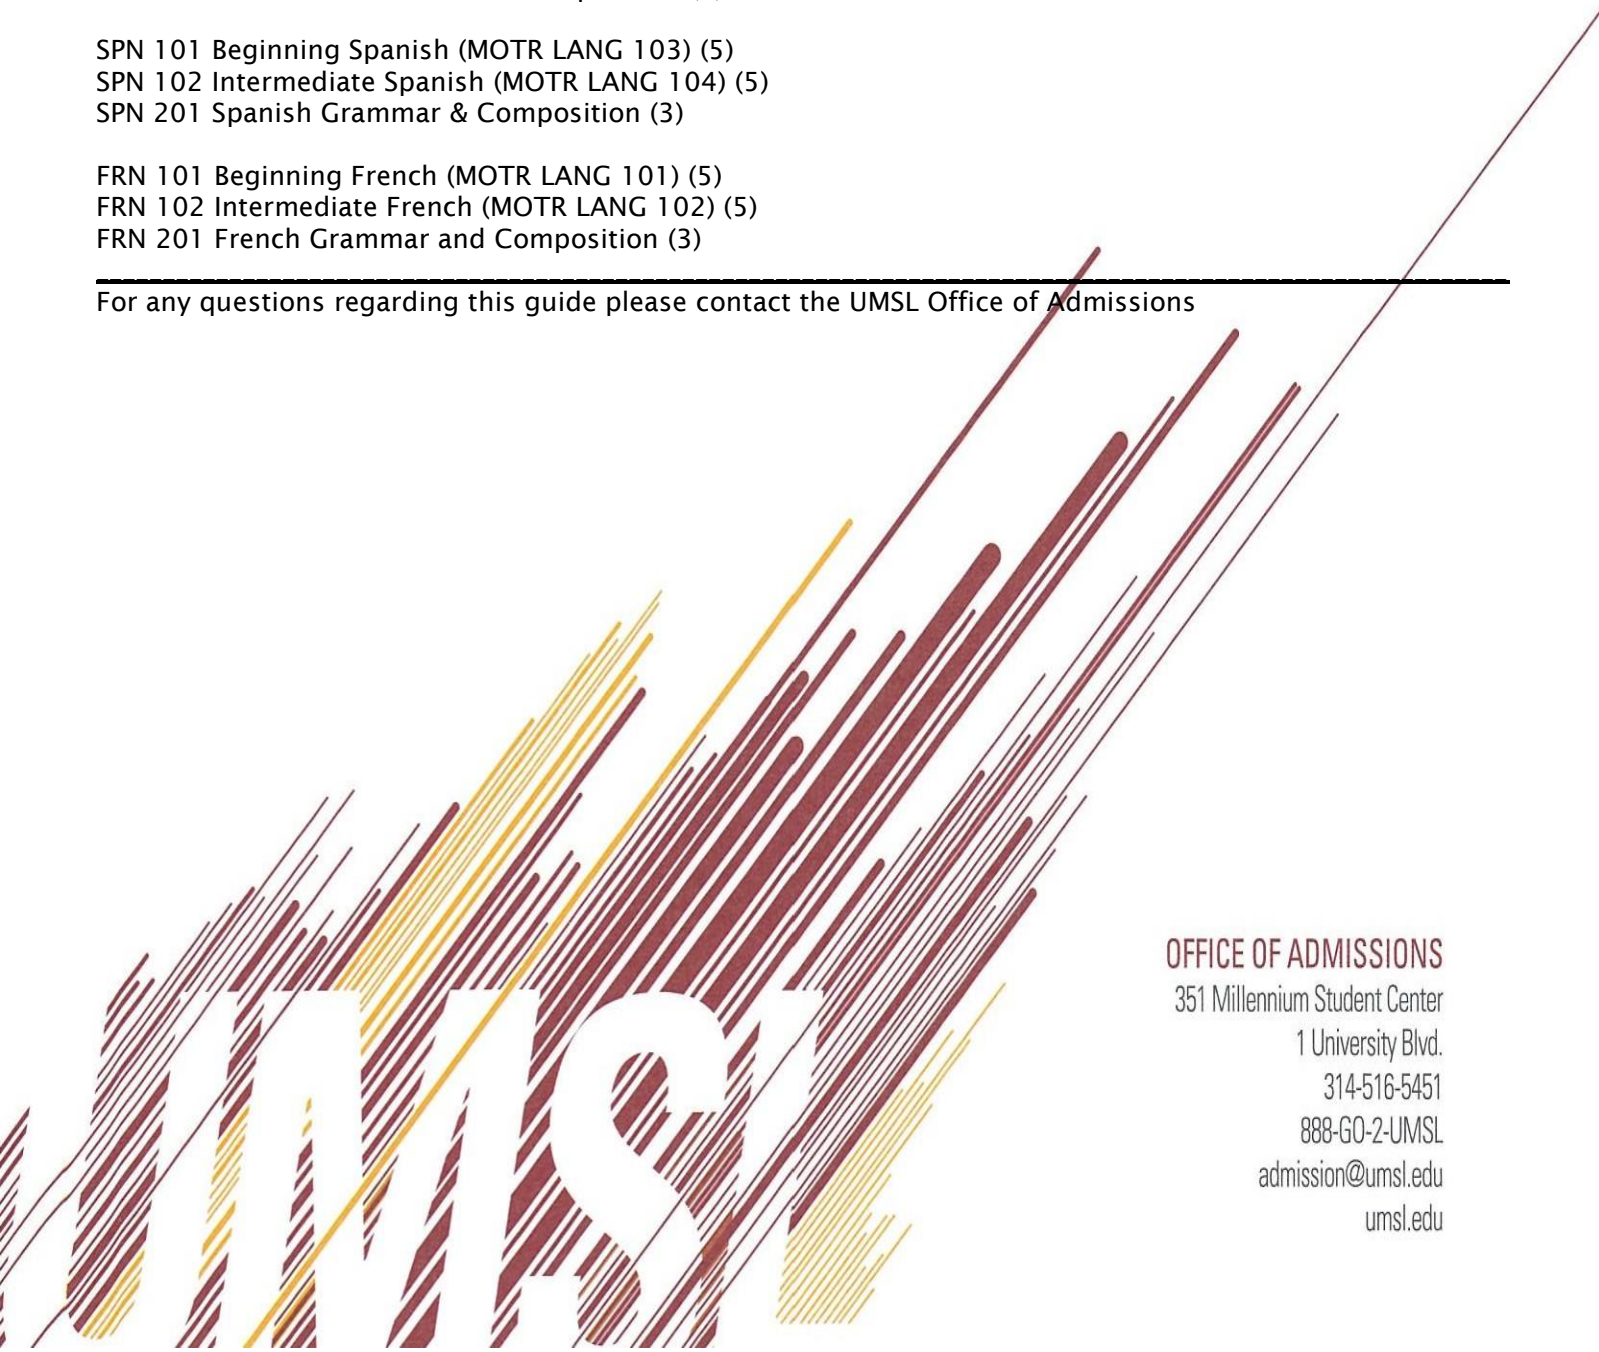 SPN 101 Beginning Spanish (MOTR LANG 103) (5)
SPN 102 Intermediate Spanish (MOTR LANG 104) (5)
SPN 201 Spanish Grammar & Composition (3)
FRN 101 Beginning French (MOTR LANG 101) (5)
FRN 102 Intermediate French (MOTR LANG 102) (5)
FRN 201 French Grammar and Composition (3)
For any questions regarding this guide please contact the UMSL Office of Admissions
OFFICE OF ADMISSIONS
351 Millennium Student Center
1 University Blvd.
314-516-5451
888-GO-2-UMSL
admission@umsl.edu
umsl.edu
UMSL